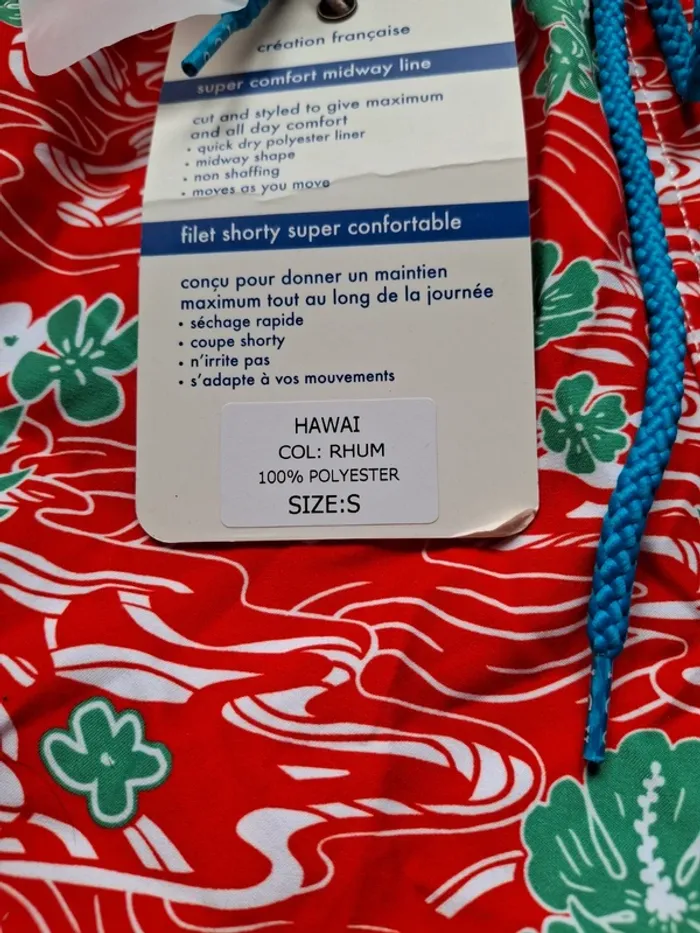 création française
super comfort midway line
cut and styled to give maximum
and all day comfort
• quick dry polyester liner
• midway shape
• non shaffing
• moves as you move
filet shorty super confortable
conçu pour donner un maintien
maximum tout au long de la journée
• séchage rapide
• coupe shorty
• n'irrite pas
• s'adapte à vos mouvements
HAWAI
COL: RHUM
100% POLYESTER
SIZE:S